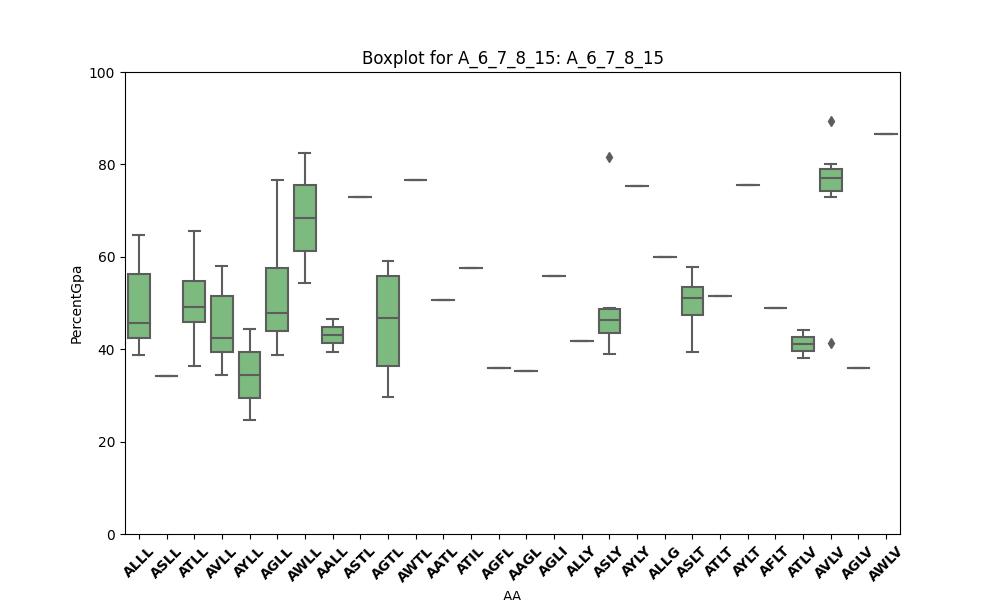 Boxplot for A_6_7_8_15: A_6_7_8_15
100
80
60
40
20
0
PercentGpa
ALLL ASLL ATLL AVLL AYLL AGLL AWLL AALL ASTL AGTL AWTL AATL ATIL AGFL AAGL AGLI ALLY ASLY AYLY ALLG ASLT ATLT AYLT AFLT ATLV AVLV AGLV AWLV
AA